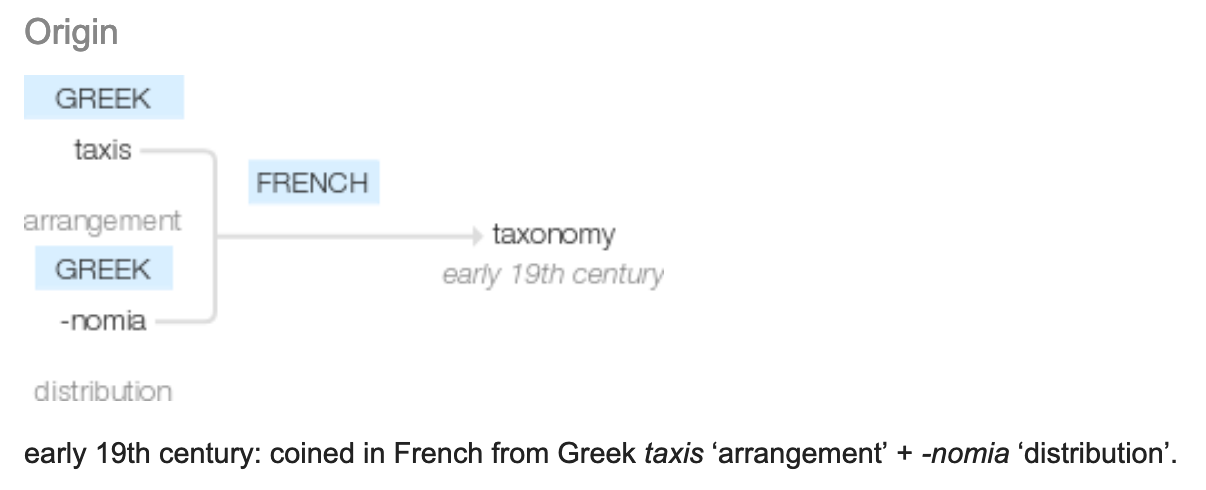 Origin
GREEK
taxis
arrangement
GREEK
-nomia
distribution
FRENCH
taxonomy
early 19th century
early 19th century: coined in French from Greek taxis ‘arrangement’ + -nomia ‘distribution’.